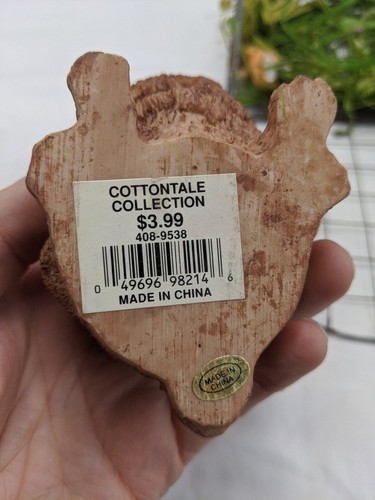 COTTONTALE
COLLECTION
$3.99
408-9538
0 49696 98214 6
MADE IN CHINA
MADE IN
CHINA